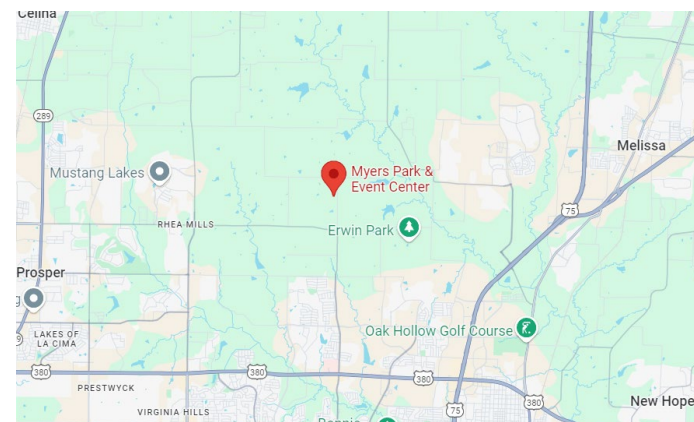 Celina
289
Melissa
Mustang Lakes
Myers Park &
Event Center
75
RHEA MILLS
Erwin Park
Prosper
g
Oak Hollow Golf Course
LAKES OF
LA CIMA
380
380
380
PRESTWYCK
380
New Hope
VIRGINIA HILLS
75